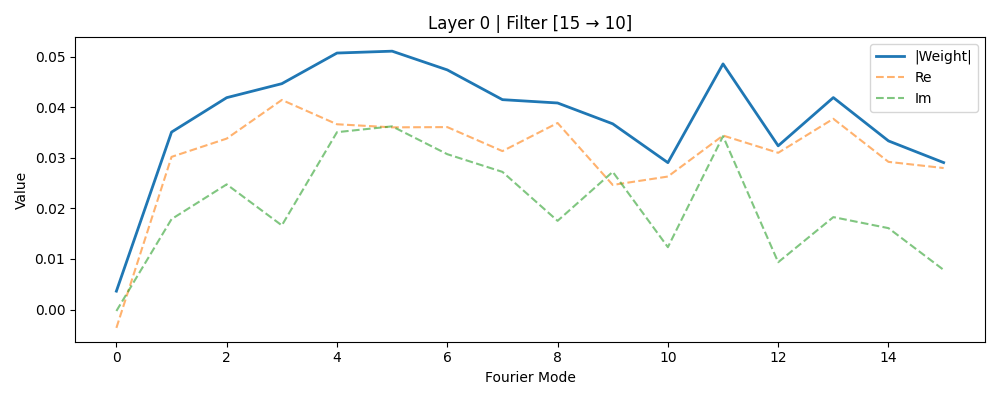 Layer 0 | Filter [15 → 10]
Value
0.05
0.04
0.03
0.02
0.01
0.00
|Weight|
Re
Im
0 2 4 6 8 10 12 14
Fourier Mode